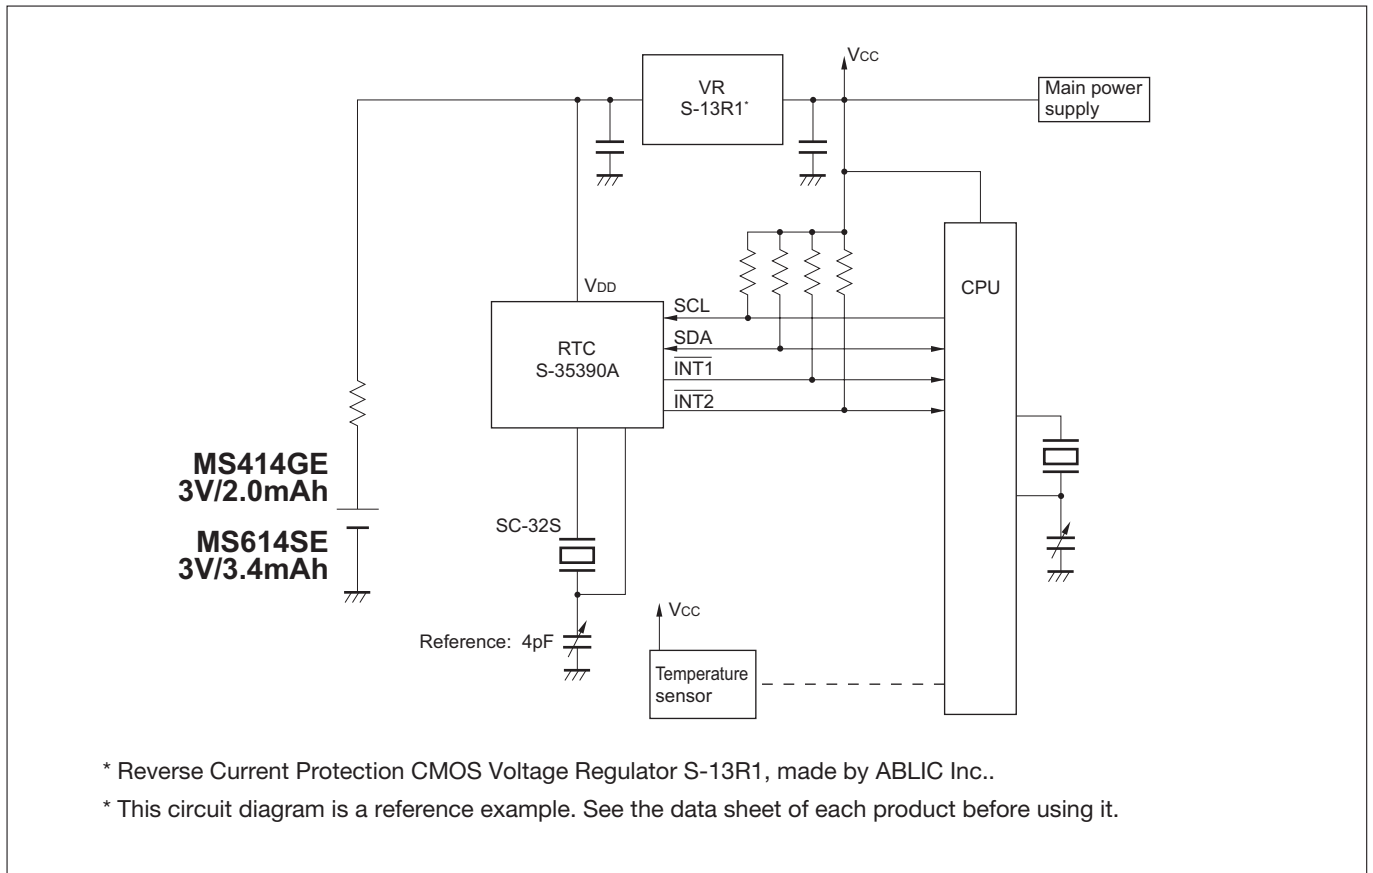 Vcc
VR
S-13R1*
Main power
supply
VDD
CPU
SCL
RTC
S-35390A
SDA
INT1
INT2
MS414GE
3V/2.0mAh
MS614SE
3V/3.4mAh
SC-32S
Vcc
Reference: 4pF
Temperature
sensor
* Reverse Current Protection CMOS Voltage Regulator S-13R1, made by ABLIC Inc..
* This circuit diagram is a reference example. See the data sheet of each product before using it.